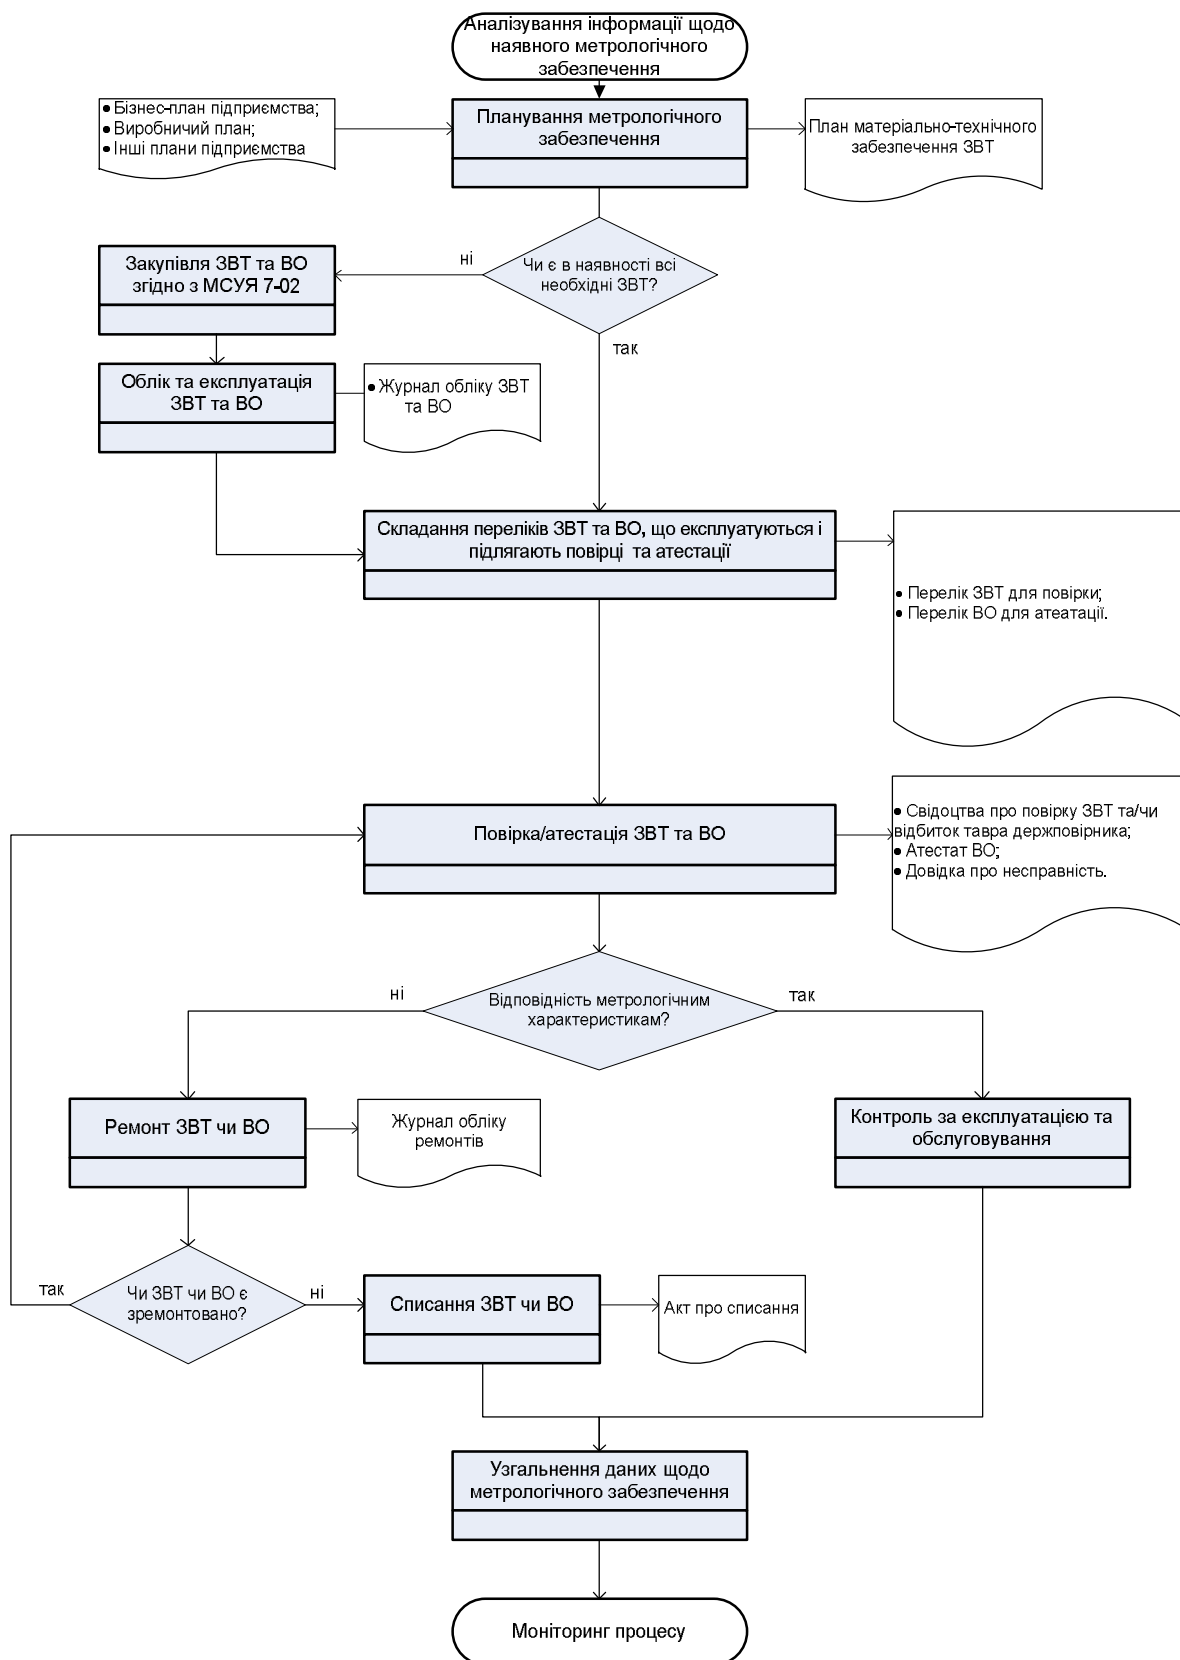 Аналізування інформації щодо
наявного метрологічного
забезпечення
● Бізнес-план підприємства;
● Виробничий план;
● Інші плани підприємства
Планування метрологічного
забезпечення
План матеріально-технічного
забезпечення ЗВТ
Чи є в наявності всі
необхідні ЗВТ?
ні
так
Закупівля ЗВТ та ВО
згідно з МСУЯ 7-02
Облік та експлуатація
ЗВТ та ВО
● Журнал обліку ЗВТ
та ВО
Складання переліків ЗВТ та ВО, що експлуатуються і
підлягають повірці та атестації
● Перелік ЗВТ для повірки;
● Перелік ВО для атеатації.
Повірка/атестація ЗВТ та ВО
● Свідоцтва про повірку ЗВТ та/чи
відбиток тавра держповірника;
● Атестат ВО;
● Довідка про несправність.
Відповідність метрологічним
характеристикам?
ні
так
Ремонт ЗВТ чи ВО
Журнал обліку
ремонтів
Контроль за експлуатацією та
обслуговування
Чи ЗВТ чи ВО є
зремонтовано?
так
ні
Списання ЗВТ чи ВО
Акт про списання
Узгальнення даних щодо
метрологічного забезпечення
Моніторинг процесу